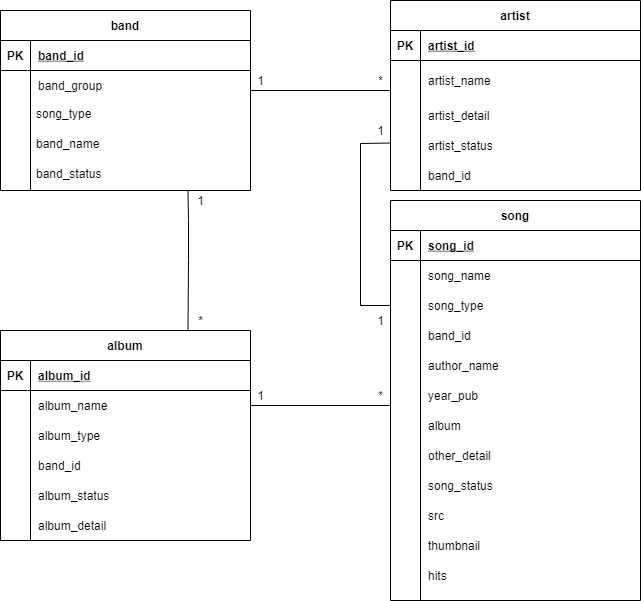 band
PK band_id
band_group
song_type
band_name
band_status
artist
PK artist_id
artist_name
artist_detail
artist_status
band_id
1 *
1
1
*
1
song
PK song_id
song_name
song_type
band_id
author_name
year_pub
album
other_detail
song_status
src
thumbnail
hits
album
PK album_id
album_name
album_type
band_id
album_status
album_detail
1 *